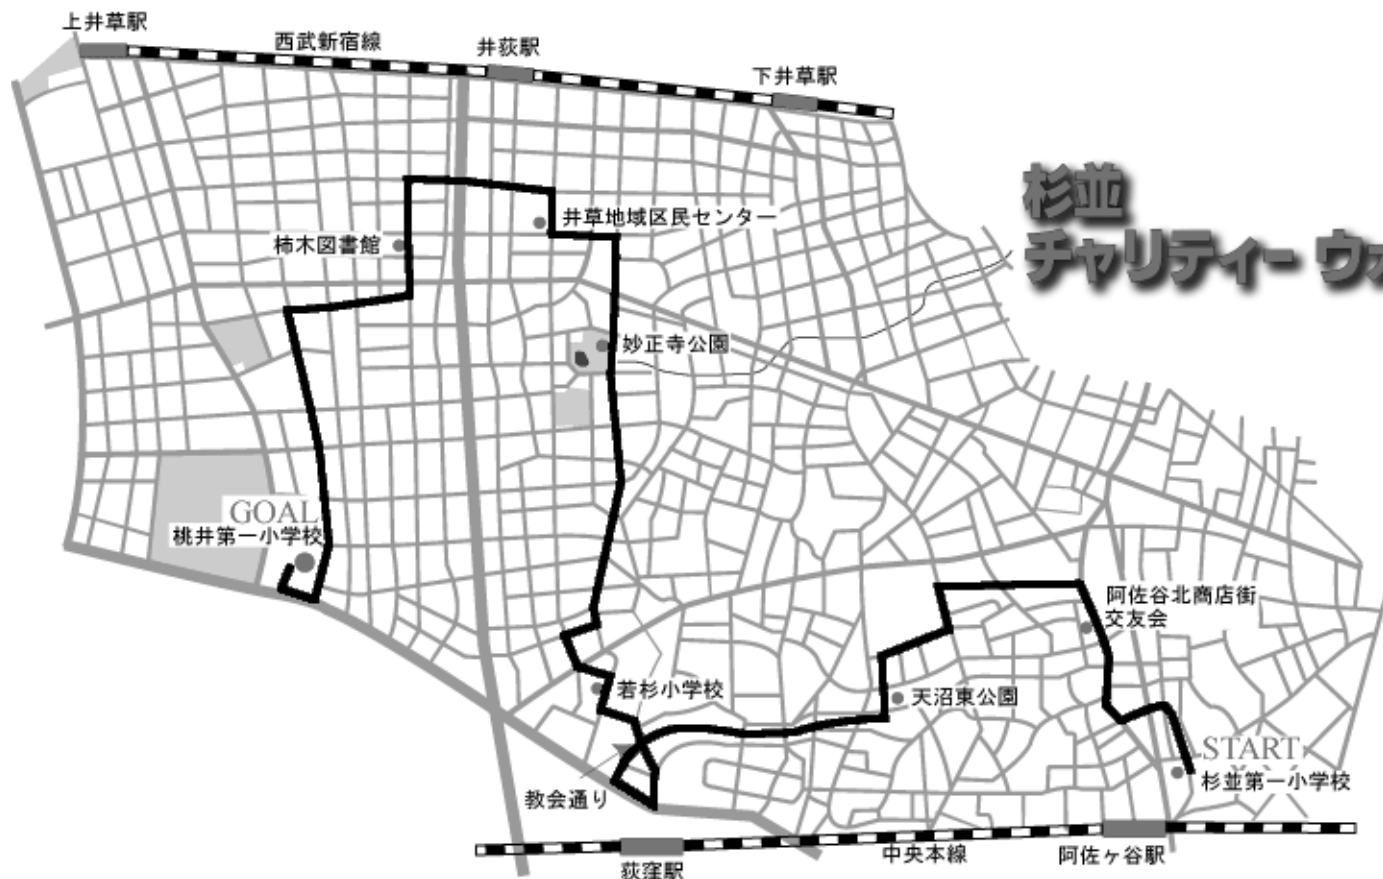 上井草駅
西武新宿線
井荻駅
下井草駅
杉並
チャリティー ウォ
井草地域区民センター
柿木図書館
妙正寺公園
GOAL
桃井第一小学校
阿佐谷北商店街
交友会
若杉小学校
天沼東公園
START
杉並第一小学校
教会通り
中央本線
阿佐ヶ谷駅
荻窪駅